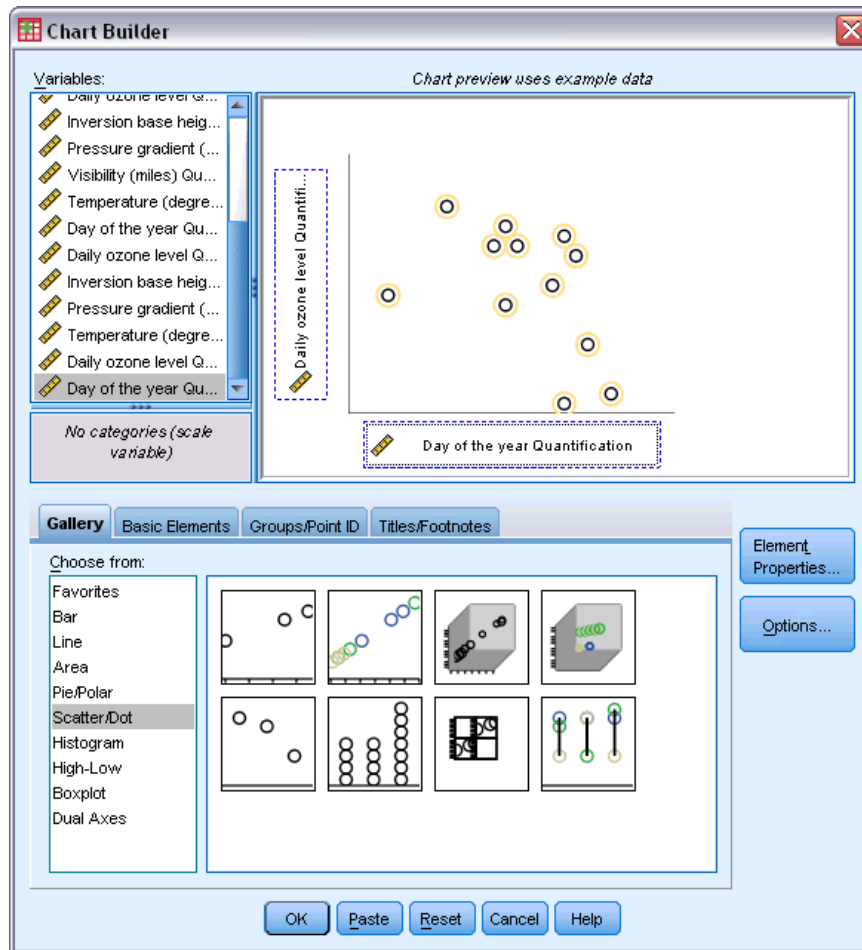 Chart Builder
Variables:
Chart preview uses example data
Daily ozone level Q...
Inversion base heig...
Pressure gradient (...
Visibility (miles) Qu...
Temperature (degre...
Day of the year Qu...
Daily ozone level Q...
Inversion base heig...
Pressure gradient (...
Temperature (degre...
Daily ozone level Q...
Day of the year Qu...
No categories (scale
variable)
Daily ozone level Quantifi...
Day of the year Quantification
Gallery
Basic Elements
Groups/Point ID
Titles/Footnotes
Choose from:
Favorites
Bar
Line
Area
Pie/Polar
Scatter/Dot
Histogram
High-Low
Boxplot
Dual Axes
Element
Properties...
Options...
OK
Paste
Reset
Cancel
Help